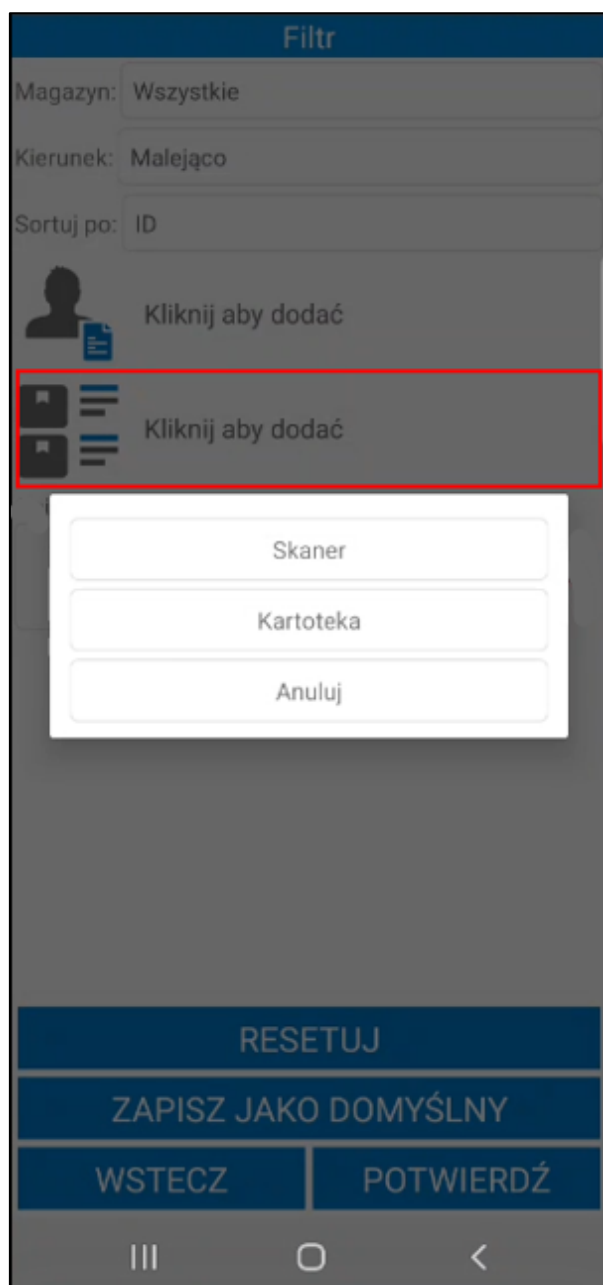 Filtr
Magazyn: Wszystkie
Kierunek: Malejąco
Sortuj po: ID
Kliknij aby dodać
Kliknij aby dodać
Skaner
Kartoteka
Anuluj
RESETUJ
ZAPISZ JAKO DOMYŚLNY
WSTECZ POTWIERDŹ